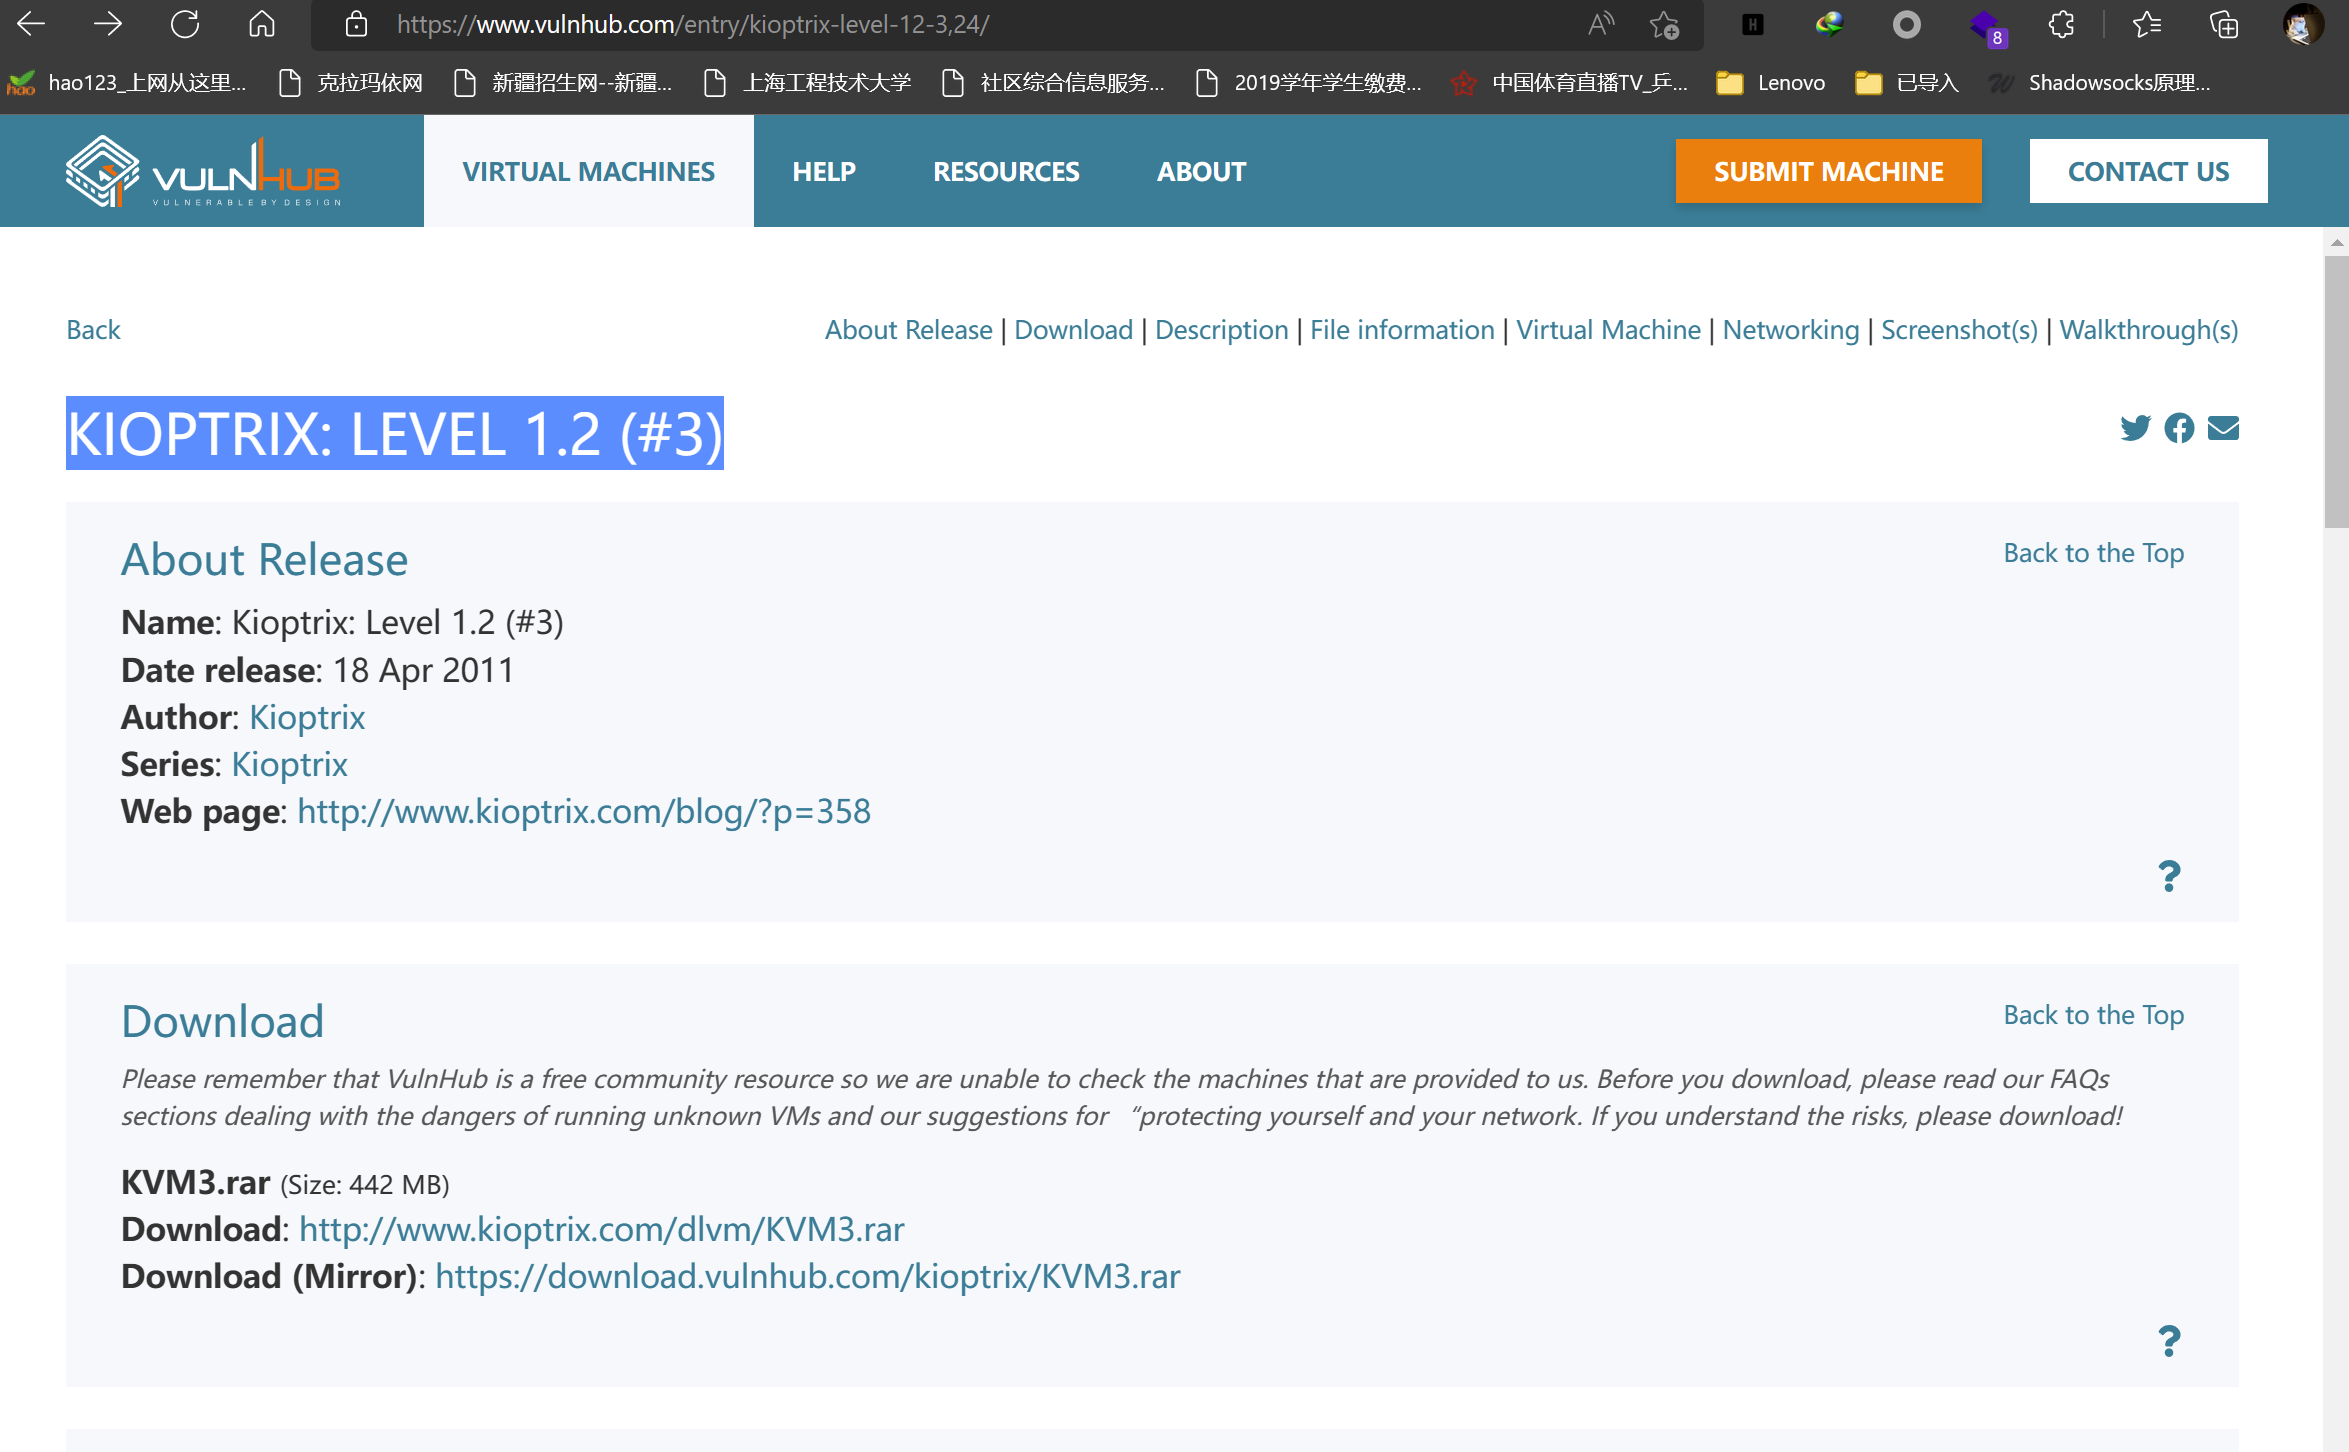 https://www.vulnhub.com/entry/kioptrix-level-12-3,24/
8
hao123_上网从这里... 克拉玛依网 新疆招生网--新疆... 上海工程技术大学 社区综合信息服务... 2019学年学生缴费... 中国体育直播TV_乒... Lenovo 已导入 Shadowsocks原理...
VULNHUB
VULNERABLE BY DESIGN
VIRTUAL MACHINES HELP RESOURCES ABOUT SUBMIT MACHINE CONTACT US
Back About Release | Download | Description | File information | Virtual Machine | Networking | Screenshot(s) | Walkthrough(s)
KIOPTRIX: LEVEL 1.2 (#3)
About Release Back to the Top
Name: Kioptrix: Level 1.2 (#3)
Date release: 18 Apr 2011
Author: Kioptrix
Series: Kioptrix
Web page: http://www.kioptrix.com/blog/?p=358
?
Download Back to the Top
Please remember that VulnHub is a free community resource so we are unable to check the machines that are provided to us. Before you download, please read our FAQs
sections dealing with the dangers of running unknown VMs and our suggestions for “protecting yourself and your network. If you understand the risks, please download!
KVM3.rar (Size: 442 MB)
Download: http://www.kioptrix.com/dlvm/KVM3.rar
Download (Mirror): https://download.vulnhub.com/kioptrix/KVM3.rar
?